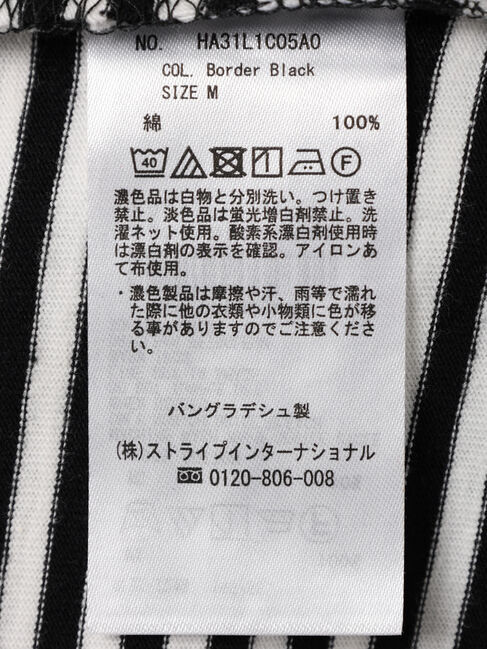 NO. HA31L1C05A0
COL. Border Black
SIZE M
綿 100%
40 F
濃色品は白物と分別洗い。つけ置き
禁止。淡色品は蛍光増白剤禁止。洗
濯ネット使用。酸素系漂白剤使用時
は漂白剤の表示を確認。アイロンあ
て布使用。
・濃色製品は摩擦や汗、雨等で濡れ
た際に他の衣類や小物類に色が移
る事がありますのでご注意くださ
い。
バングラデシュ製
(株)ストライプインターナショナル
0120-806-008